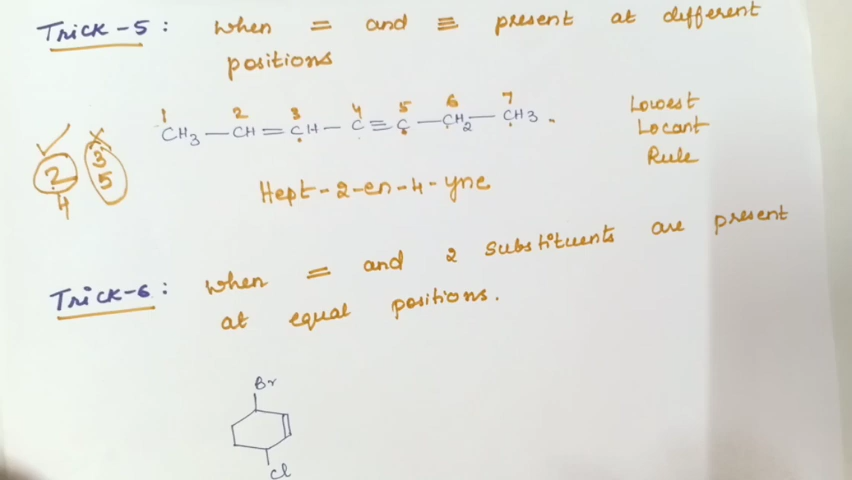 Trick-5: When = and ≡ present at different
positions
1 2 3 4 5 6 7
CH3 — CH = CH — C ≡ C — CH2 — CH3.
Lowest
Locant
Rule
✓ ×
2 3
4 5
Hept-2-en-4-yne
Trick-6: When = and 2 substituents are present
at equal positions.
Br
Cl